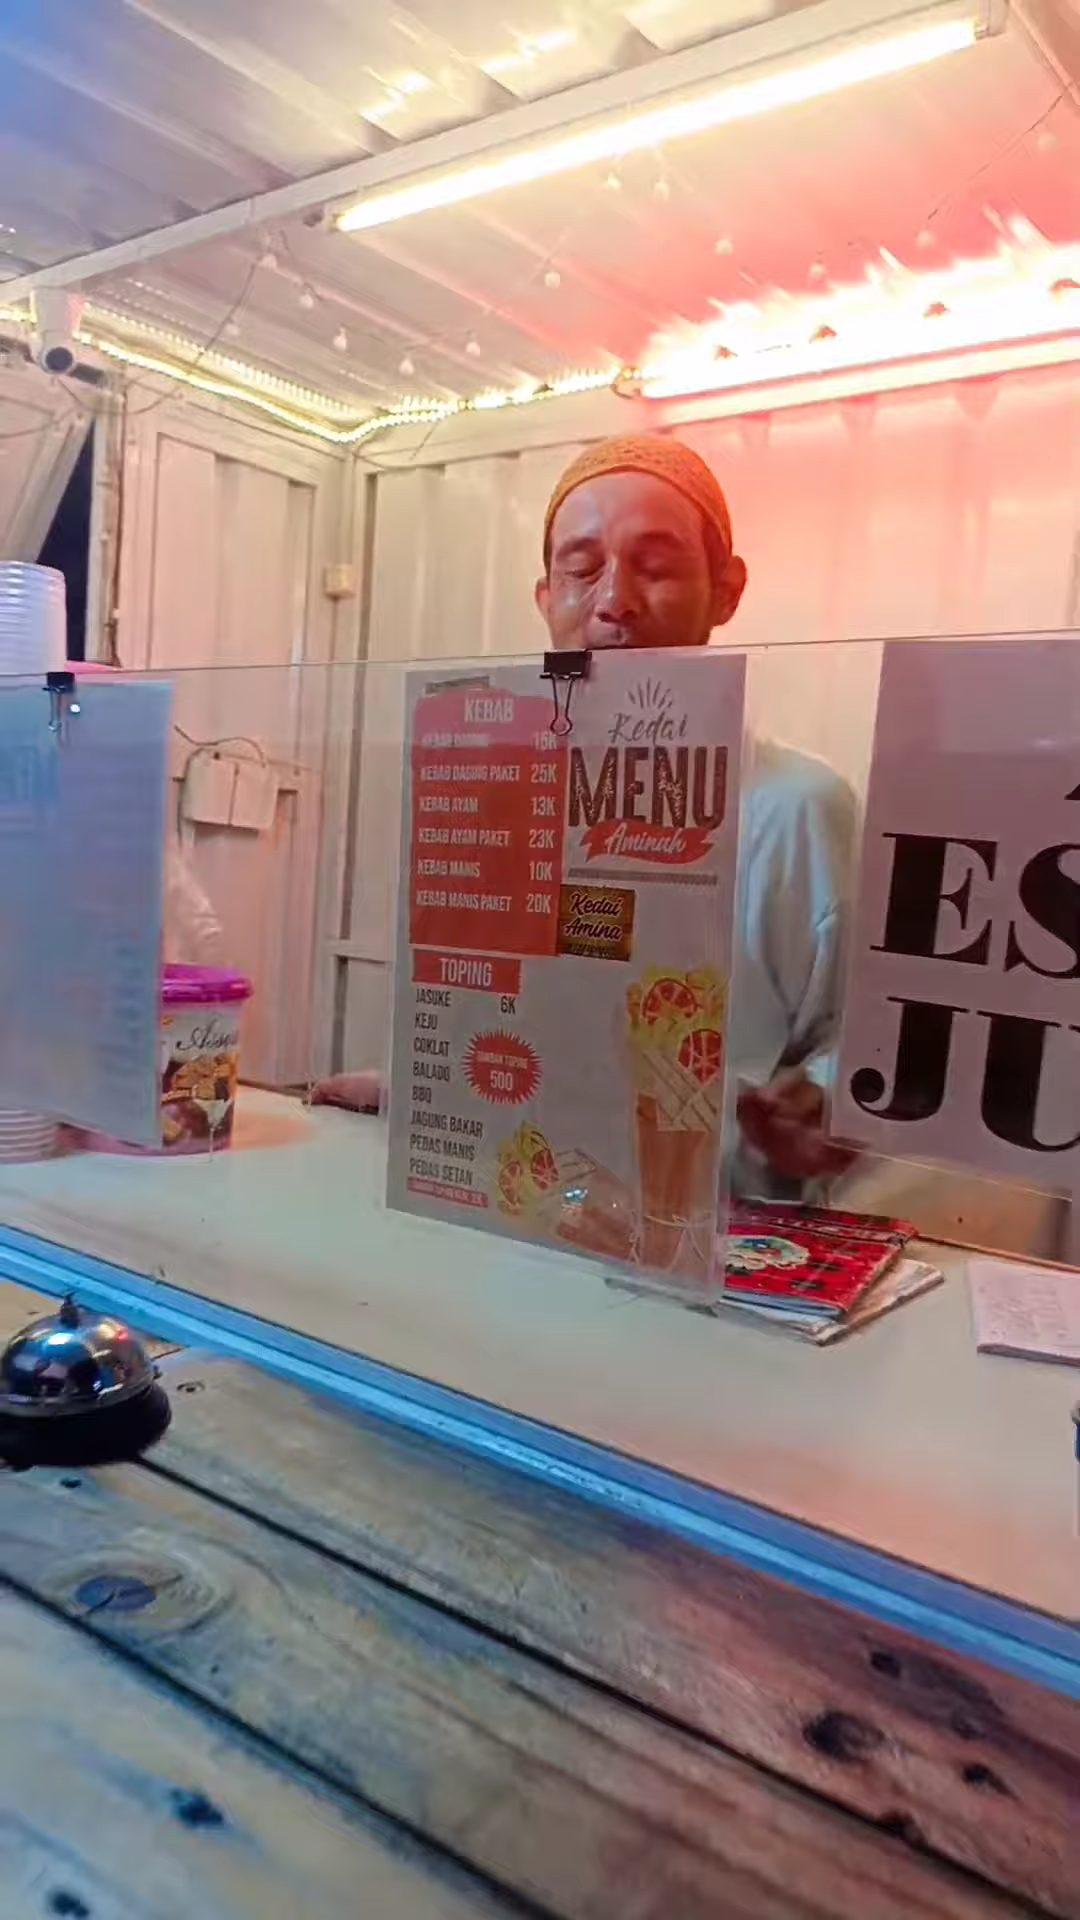 KEBAB
KEBAB DAGING 15K
KEBAB DAGING PAKET 25K
KEBAB AYAM 13K
KEBAB AYAM PAKET 23K
KEBAB MANIS 10K
KEBAB MANIS PAKET 20K
Kedai
MENU
Aminah
Kedai
Amina
TOPING
JASUKE 6K
KEJU
COKLAT
BALADO
BBQ
JAGUNG BAKAR
PEDAS MANIS
PEDAS SETAN
TAMBAH TOPING
500
ES
JU